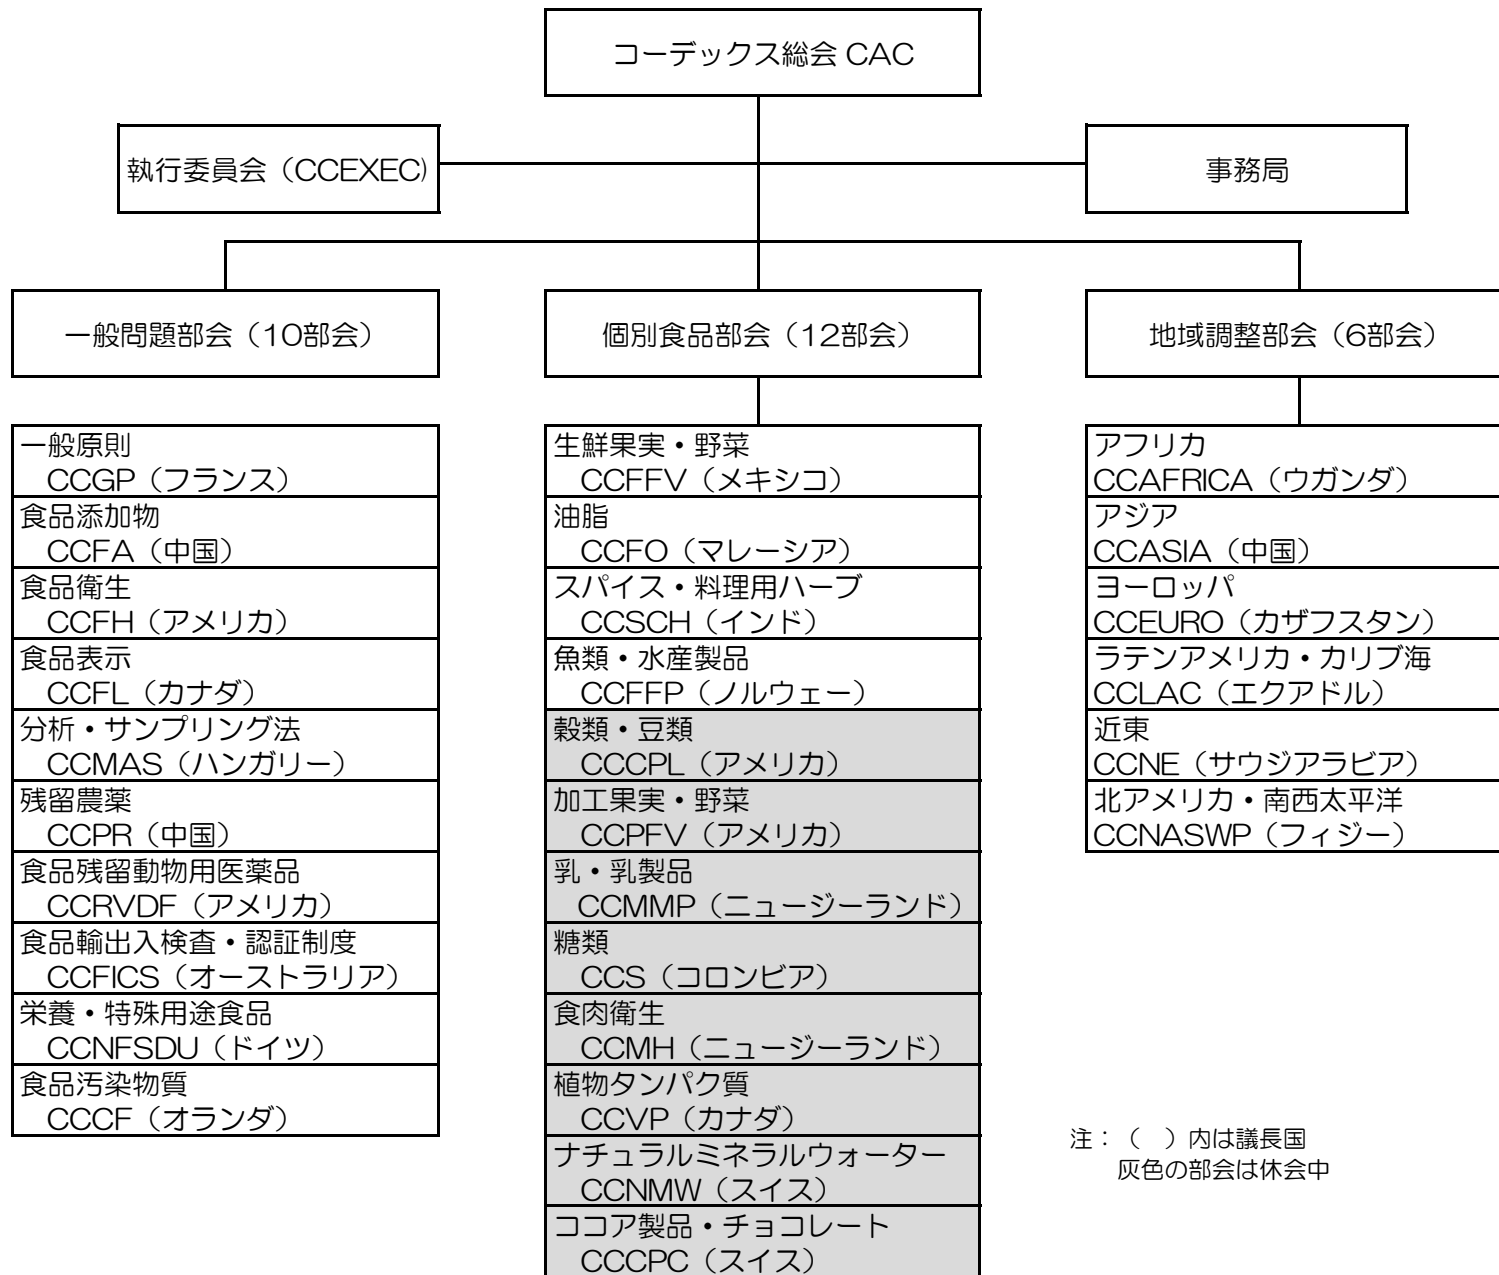 コーデックス総会 CAC
執行委員会（CCEXEC)
事務局
一般問題部会（10部会）
個別食品部会（12部会）
地域調整部会（6部会）
一般原則
CCGP（フランス）
食品添加物
CCFA（中国）
食品衛生
CCFH（アメリカ）
食品表示
CCFL（カナダ）
分析・サンプリング法
CCMAS（ハンガリー）
残留農薬
CCPR（中国）
食品残留動物用医薬品
CCRVDF（アメリカ）
食品輸出入検査・認証制度
CCFICS（オーストラリア）
栄養・特殊用途食品
CCNFSDU（ドイツ）
食品汚染物質
CCCF（オランダ）
生鮮果実・野菜
CCFFV（メキシコ）
油脂
CCFO（マレーシア）
スパイス・料理用ハーブ
CCSCH（インド）
魚類・水産製品
CCFFP（ノルウェー）
穀類・豆類
CCCPL（アメリカ）
加工果実・野菜
CCPFV（アメリカ）
乳・乳製品
CCMMP（ニュージーランド）
糖類
CCS（コロンビア）
食肉衛生
CCMH（ニュージーランド）
植物タンパク質
CCVP（カナダ）
ナチュラルミネラルウォーター
CCNMW（スイス）
ココア製品・チョコレート
CCCPC（スイス）
アフリカ
CCAFRICA（ウガンダ）
アジア
CCASIA（中国）
ヨーロッパ
CCEURO（カザフスタン）
ラテンアメリカ・カリブ海
CCLAC（エクアドル）
近東
CCNE（サウジアラビア）
北アメリカ・南西太平洋
CCNASWP（フィジー）
注：（　）内は議長国
灰色の部会は休会中